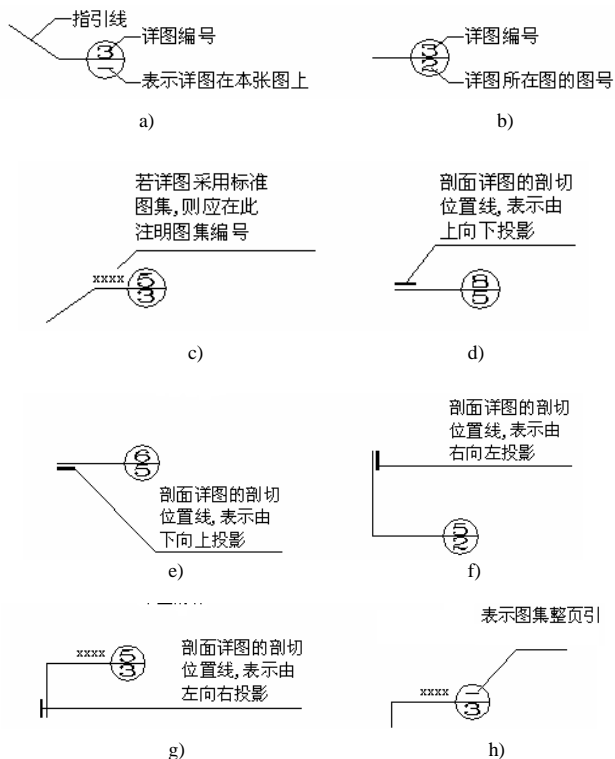 指引线
3
详图编号
1
表示详图在本张图上
a)
3
详图编号
2
详图所在图的图号
b)
若详图采用标准
图集,则应在此
注明图集编号
xxxx
5
3
c)
剖面详图的剖切
位置线,表示由
上向下投影
8
5
d)
6
5
剖面详图的剖切
位置线,表示由
下向上投影
e)
剖面详图的剖切
位置线,表示由
右向左投影
5
2
f)
xxxx
5
3
剖面详图的剖切
位置线,表示由
左向右投影
g)
表示图集整页引
xxxx
一
3
h)